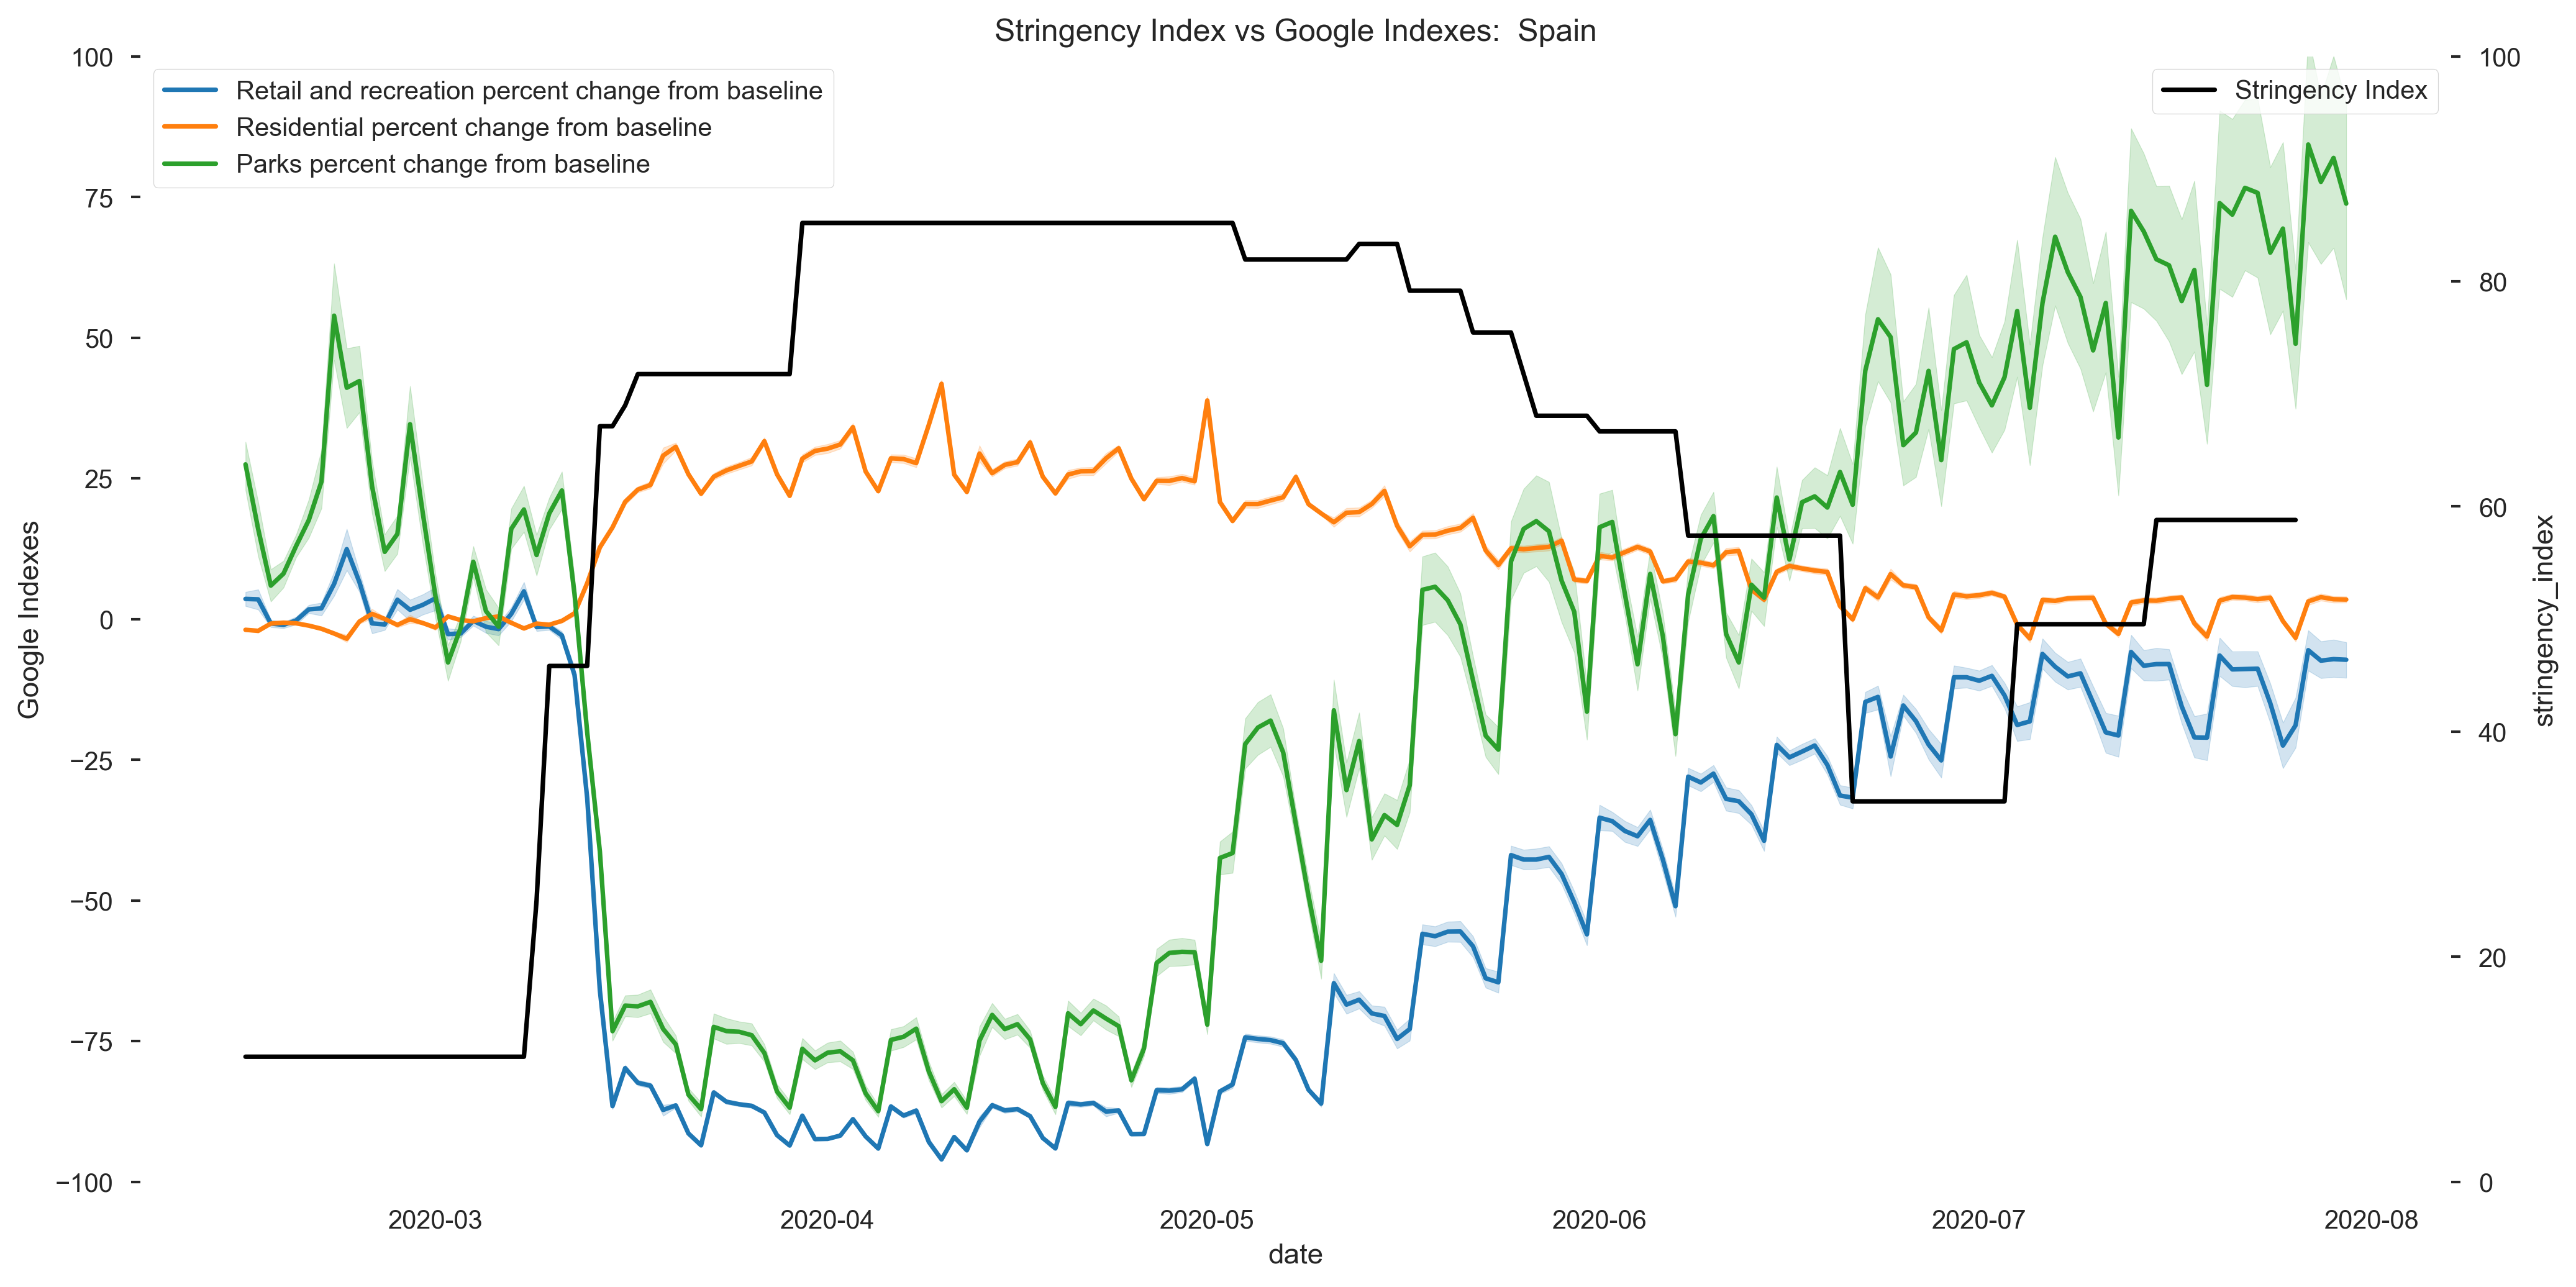 Stringency Index vs Google Indexes:  Spain
Retail and recreation percent change from baseline
Residential percent change from baseline
Parks percent change from baseline
Stringency Index
Google Indexes
100
75
50
25
0
−25
−50
−75
−100
100
80
60
40
20
0
stringency_index
2020-03
2020-04
2020-05
2020-06
2020-07
2020-08
date